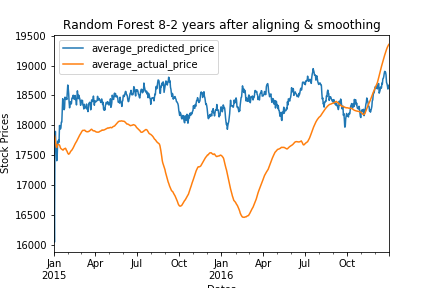 Random Forest 8-2 years after aligning & smoothing
19500
19000
18500
18000
17500
17000
16500
16000
Stock Prices
average_predicted_price
average_actual_price
Jan
2015
Apr
Jul
Oct
Jan
2016
Apr
Jul
Oct